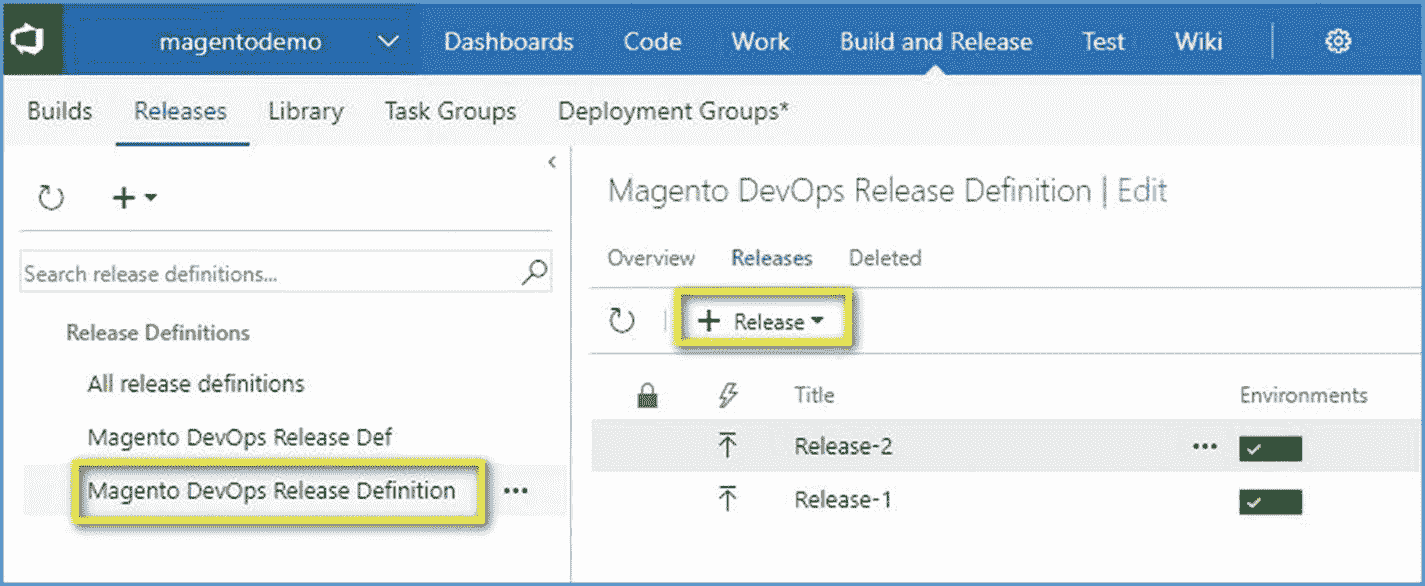 magentodemo Dashboards Code Work Build and Release Test Wiki
Builds Releases Library Task Groups Deployment Groups*
Search release definitions...
Release Definitions
All release definitions
Magento DevOps Release Def
Magento DevOps Release Definition ...
Magento DevOps Release Definition | Edit
Overview Releases Deleted
+ Release
Title Environments
Release-2 ...
Release-1